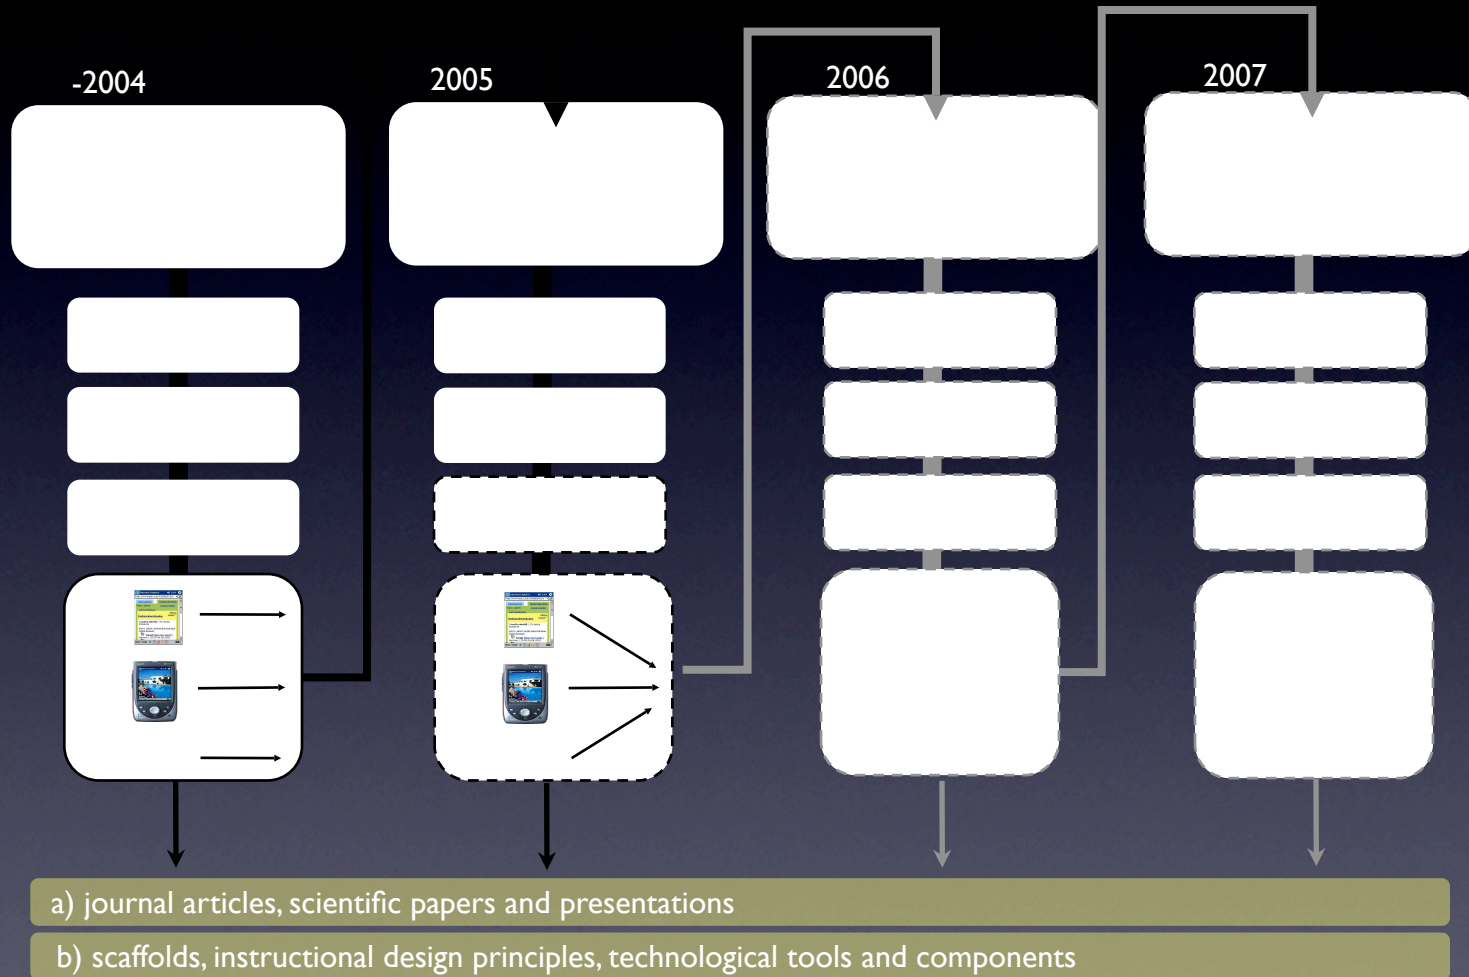 -2004
2005
2006
2007
a) journal articles, scientific papers and presentations
b) scaffolds, instructional design principles, technological tools and components